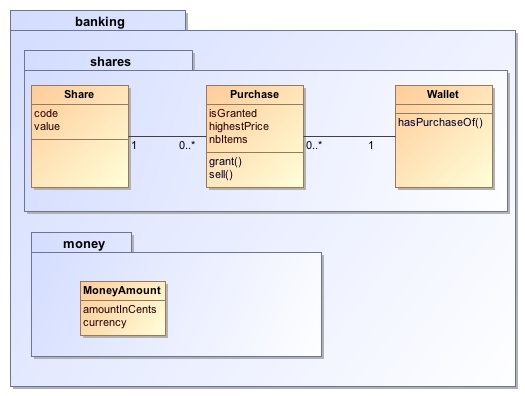 banking
shares
Share
code
value
Purchase
isGranted
highestPrice
nbItems
grant()
sell()
Wallet
hasPurchaseOf()
1
0..*
0..*
1
money
MoneyAmount
amountInCents
currency